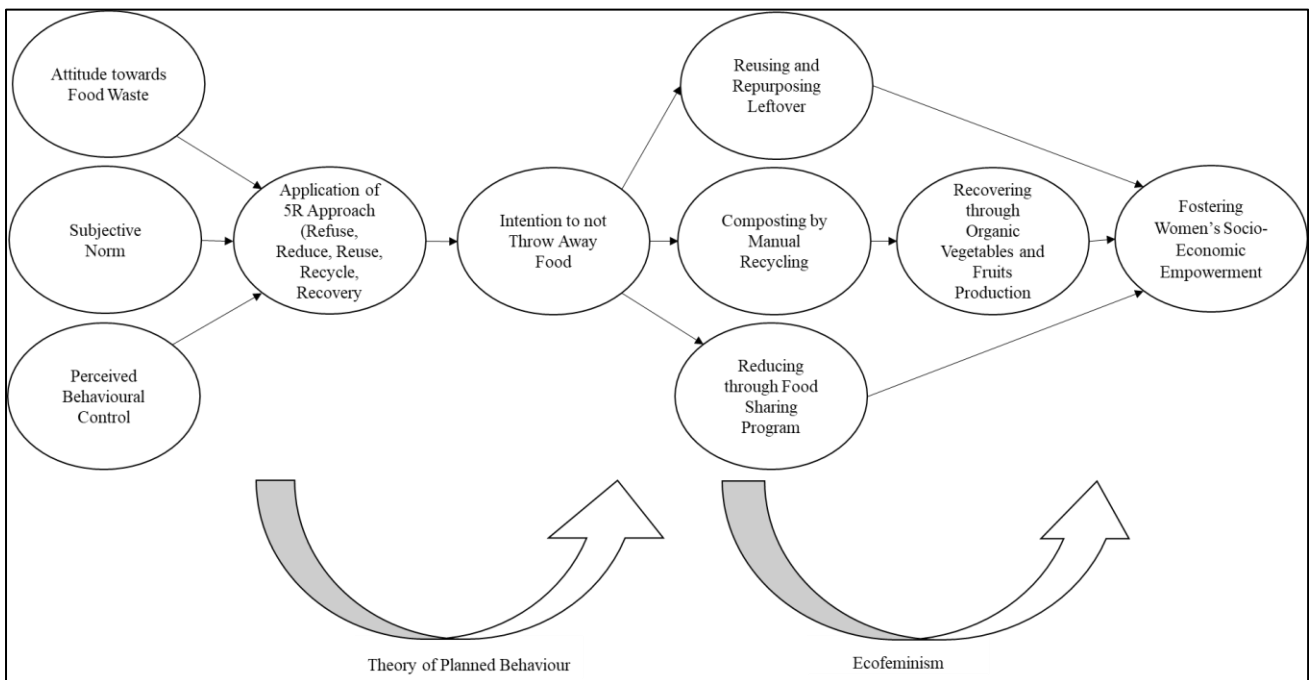 Attitude towards
Food Waste
Subjective
Norm
Perceived
Behavioural
Control
Application of
5R Approach
(Refuse,
Reduce, Reuse,
Recycle,
Recovery
Intention to not
Throw Away
Food
Reusing and
Repurposing
Leftover
Composting by
Manual
Recycling
Reducing
through Food
Sharing
Program
Recovering
through
Organic
Vegetables and
Fruits
Production
Fostering
Women's Socio-
Economic
Empowerment
Theory of Planned Behaviour
Ecofeminism